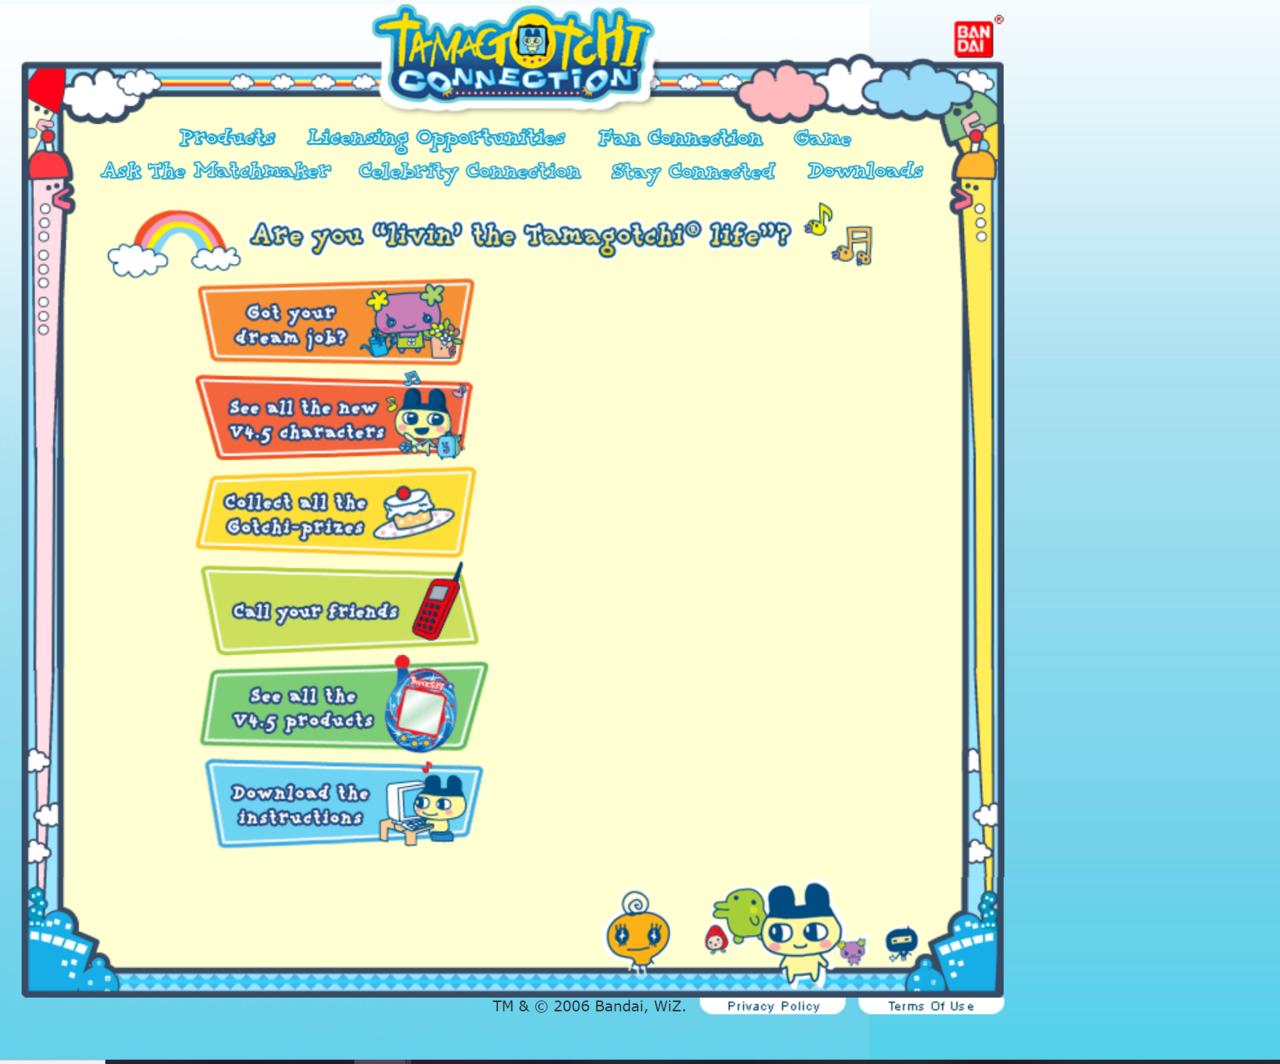 TAMAGOTCHI
CONNECTION™
BAN
DAI
®
Products Licensing Opportunities Fan Connection Game
Ask The Matchmaker Celebrity Connection Stay Connected Downloads
Are you “livin’ the Tamagotchi® life”?
Got your
dream job?
See all the new
V4.5 characters
Collect all the
Gotchi-prizes
Call your friends
See all the
V4.5 products
Download the
instructions
TM & © 2006 Bandai, WiZ. Privacy Policy Terms Of Use